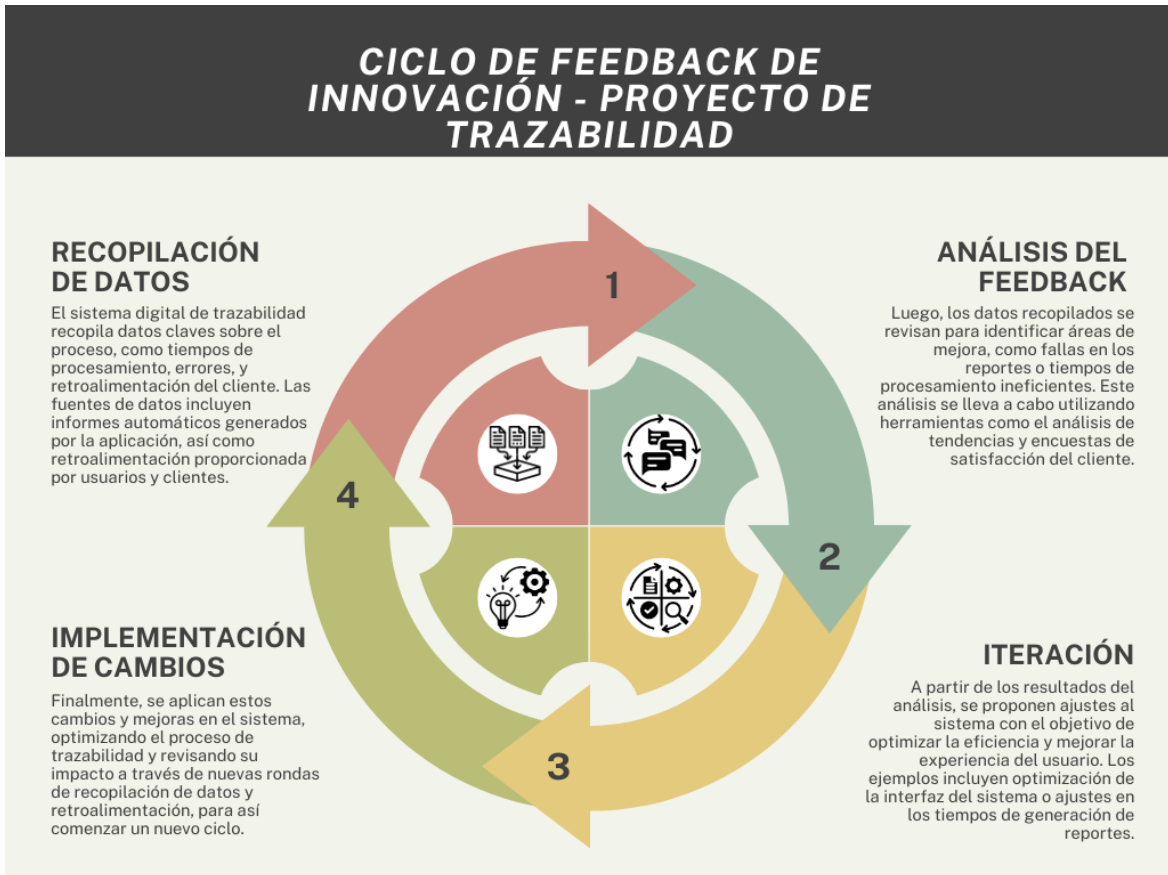 CICLO DE FEEDBACK DE
INNOVACIÓN - PROYECTO DE
TRAZABILIDAD
RECOPILACIÓN
DE DATOS
El sistema digital de trazabilidad
recopila datos claves sobre el
proceso, como tiempos de
procesamiento, errores, y
retroalimentación del cliente. Las
fuentes de datos incluyen
informes automáticos generados
por la aplicación, así como
retroalimentación proporcionada
por usuarios y clientes.
1
ANÁLISIS DEL
FEEDBACK
Luego, los datos recopilados se
revisan para identificar áreas de
mejora, como fallas en los
reportes o tiempos de
procesamiento ineficientes. Este
análisis se lleva a cabo utilizando
herramientas como el análisis de
tendencias y encuestas de
satisfacción del cliente.
2
ITERACIÓN
A partir de los resultados del
análisis, se proponen ajustes al
sistema con el objetivo de
optimizar la eficiencia y mejorar la
experiencia del usuario. Los
ejemplos incluyen optimización de
la interfaz del sistema o ajustes en
los tiempos de generación de
reportes.
3
IMPLEMENTACIÓN
DE CAMBIOS
Finalmente, se aplican estos
cambios y mejoras en el sistema,
optimizando el proceso de
trazabilidad y revisando su
impacto a través de nuevas rondas
de recopilación de datos y
retroalimentación, para así
comenzar un nuevo ciclo.
4